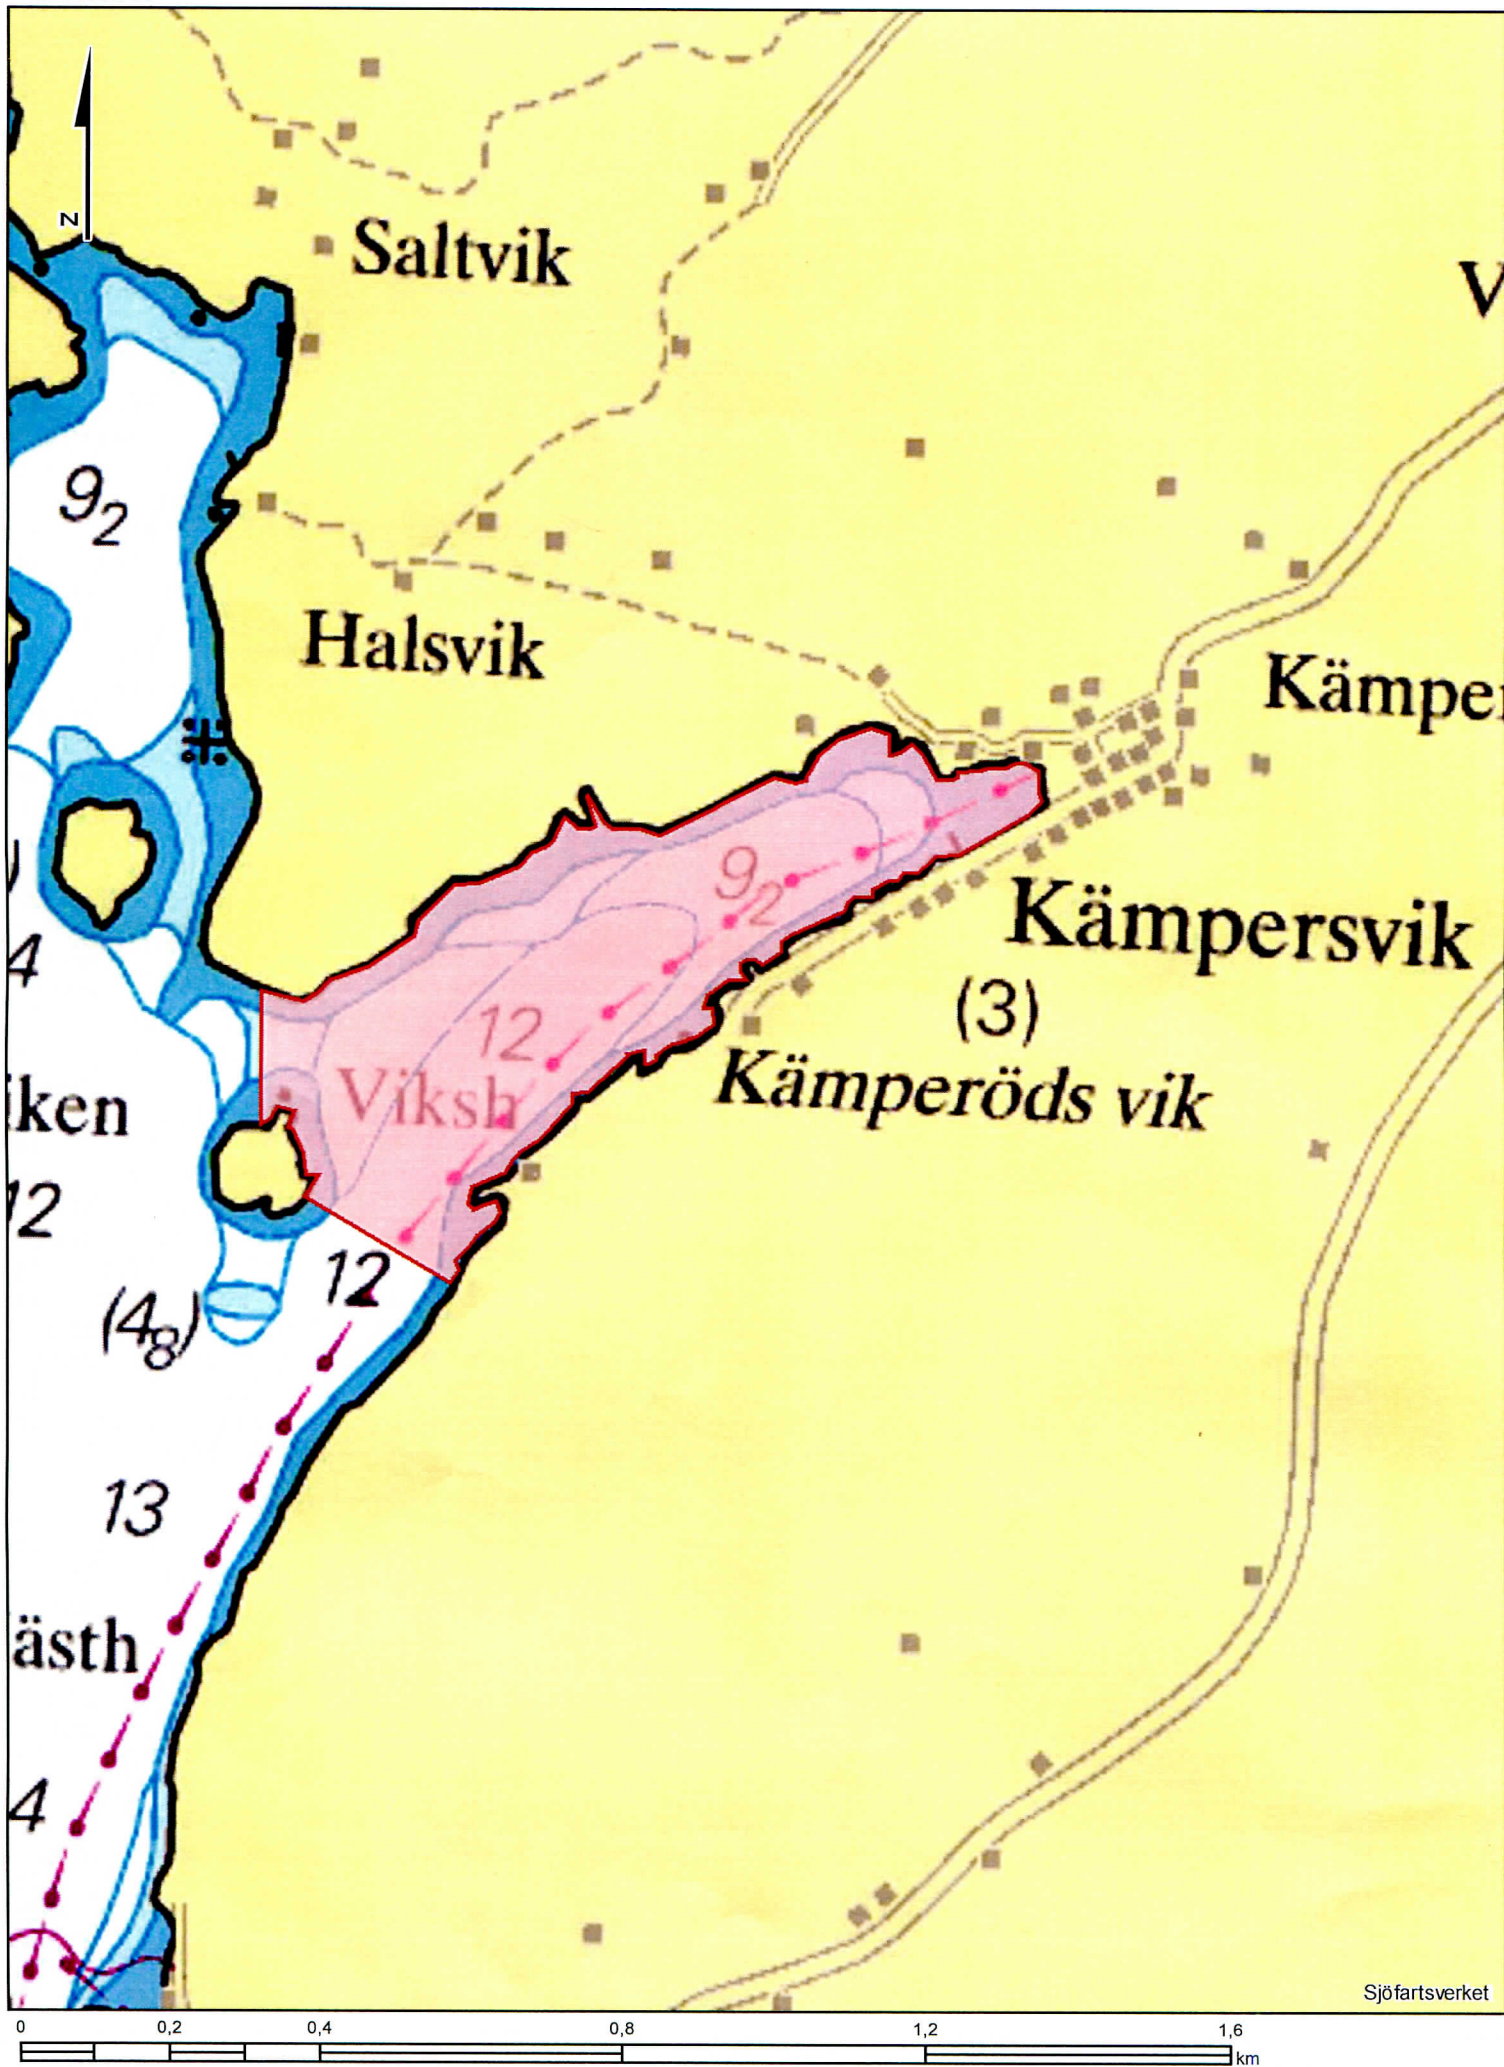 N
Saltvik
V
9₂
Halsvik
Kämper
9₂
Kämpersvik
4
(3)
12
iken
Viksh
Kämperöds vik
12
12
(4₈)
13
ästh
4
Sjöfartsverket
0 0,2 0,4 0,8 1,2 1,6
km